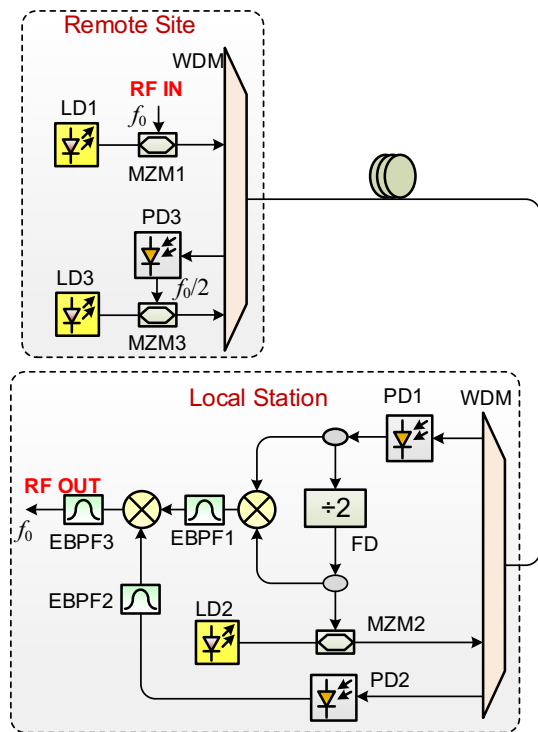 Remote Site
WDM
RF IN
LD1
f0
MZM1
PD3
LD3
f0/2
MZM3
Local Station
PD1
WDM
RF OUT
÷2
f0
EBPF3
EBPF1
FD
EBPF2
LD2
MZM2
PD2